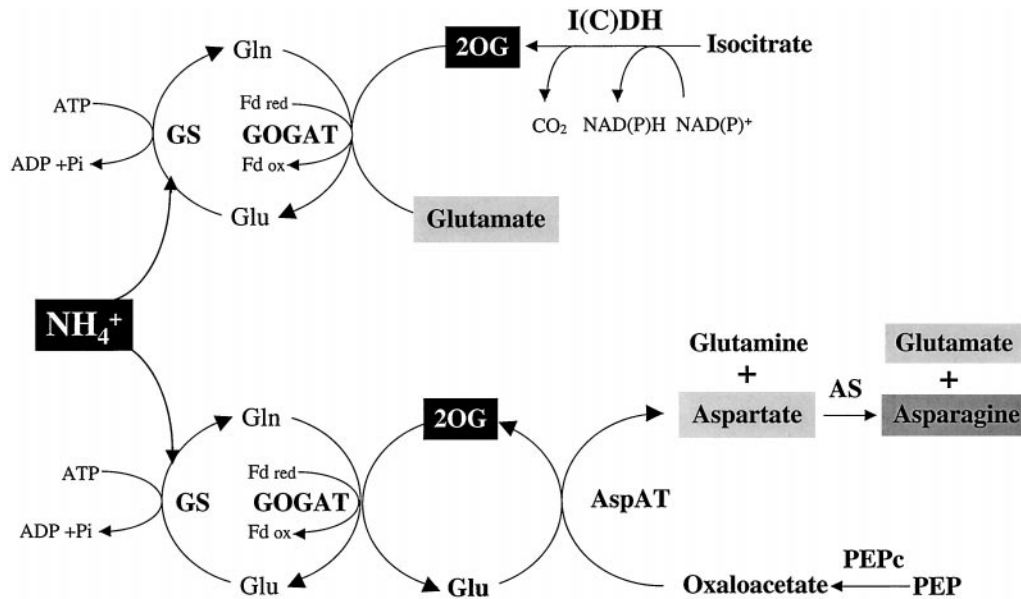 I(C)DH
Gln
2OG
Isocitrate
ATP
Fd red
GS
GOGAT
CO₂
NAD(P)H
NAD(P)⁺
ADP +Pi
Fd ox
Glu
Glutamate
NH₄⁺
Glutamine
Glutamate
+
AS
+
Gln
2OG
Aspartate
Asparagine
ATP
Fd red
GS
GOGAT
AspAT
ADP +Pi
Fd ox
PEPc
Glu
Glu
Oxaloacetate
PEP